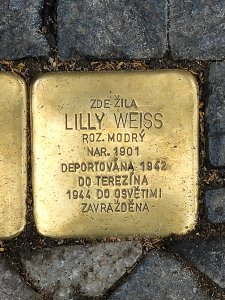 ZDE ŽILA
LILLY WEISS
ROZ. MODRÝ
NAR. 1901
DEPORTOVÁNA 1942
DO TEREZÍNA
1944 DO OSVĚTIMI
ZAVRAŽDĚNA